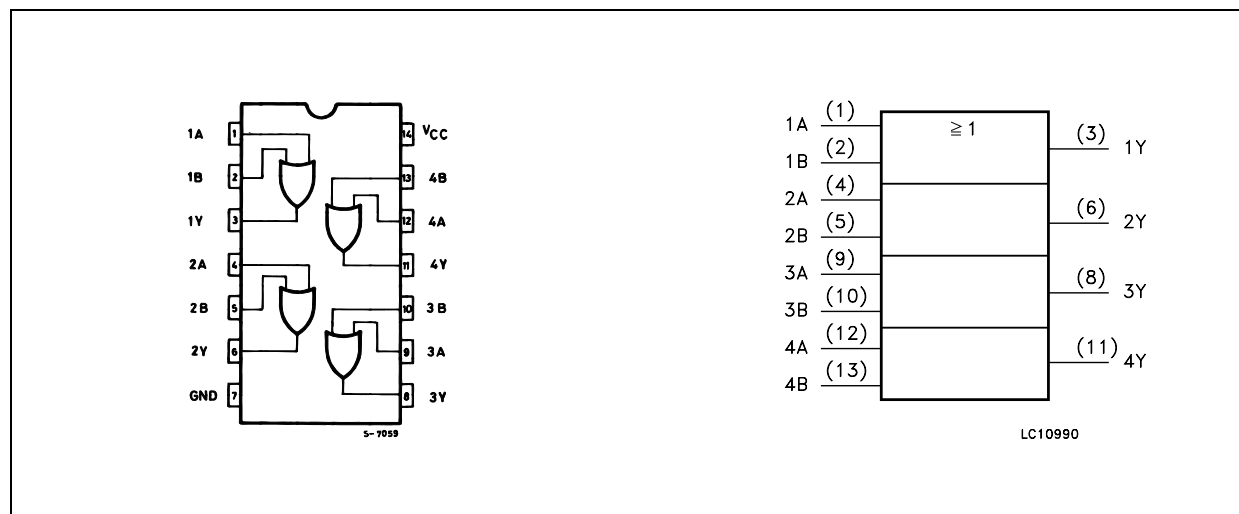 1A 1 14 VCC
1B 2 13 4B
1Y 3 12 4A
2A 4 11 4Y
2B 5 10 3B
2Y 6 9 3A
GND 7 8 3Y
S-7059
≧ 1
1A (1)
1B (2)
2A (4)
2B (5)
3A (9)
3B (10)
4A (12)
4B (13)
(3) 1Y
(6) 2Y
(8) 3Y
(11) 4Y
LC10990